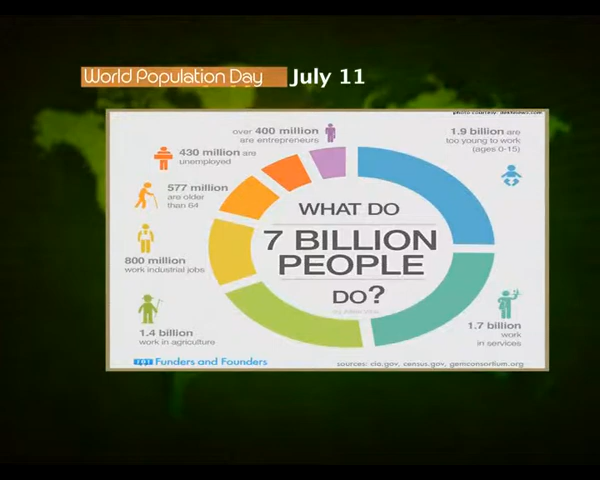 World Population Day July 11
over 400 million
are entrepreneurs
430 million are
unemployed
577 million
are older
than 64
800 million
work industrial jobs
1.4 billion
work in agriculture
1.9 billion are
too young to work
(ages 0-15)
WHAT DO
7 BILLION
PEOPLE
DO?
1.7 billion
work
in services
Funders and Founders
sources: cia.gov, census.gov, gemconsortium.org